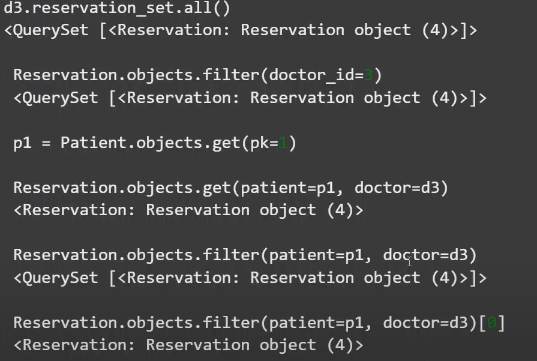 d3.reservation_set.all()
<QuerySet [<Reservation: Reservation object (4)>]>
Reservation.objects.filter(doctor_id=3)
<QuerySet [<Reservation: Reservation object (4)>]>
p1 = Patient.objects.get(pk=1)
Reservation.objects.get(patient=p1, doctor=d3)
<Reservation: Reservation object (4)>
Reservation.objects.filter(patient=p1, doctor=d3)
<QuerySet [<Reservation: Reservation object (4)>]>
Reservation.objects.filter(patient=p1, doctor=d3)[0]
<Reservation: Reservation object (4)>